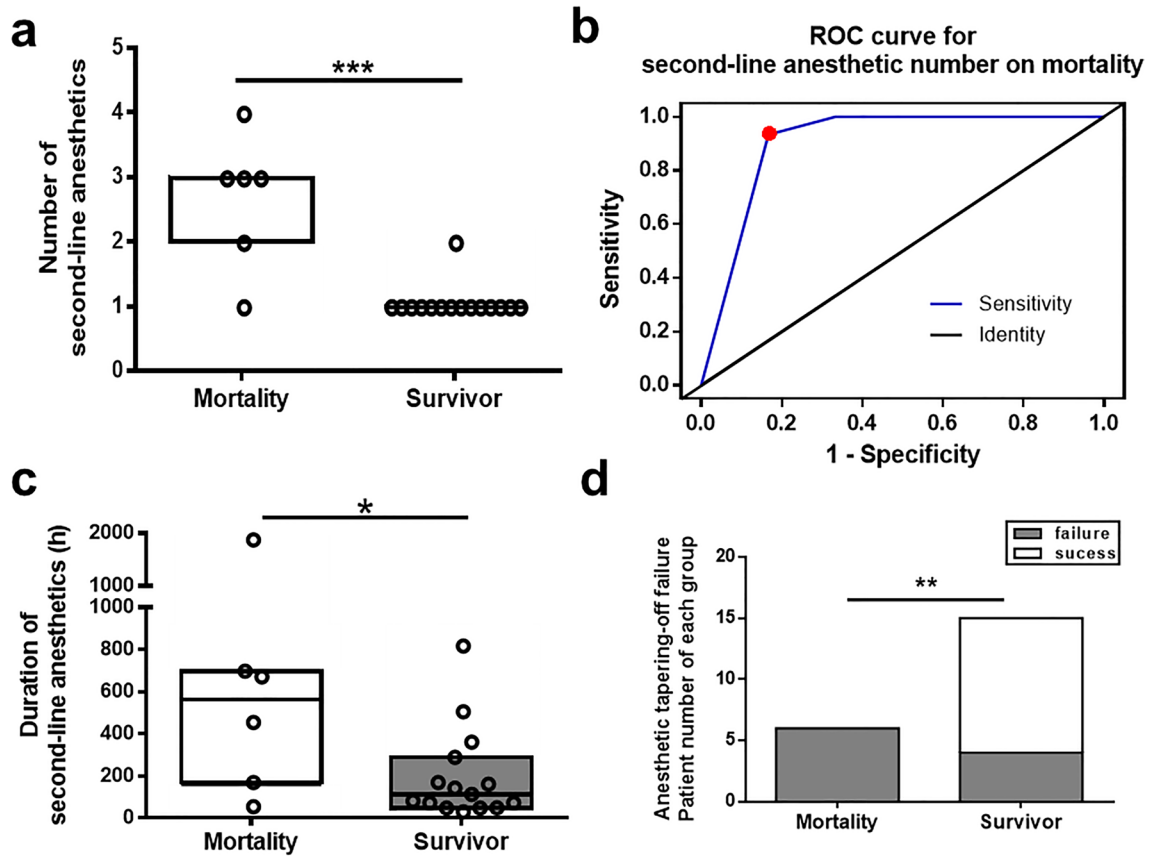 a
Number of
second-line anesthetics
5
4
3
2
1
0
***
Mortality
Survivor
b
ROC curve for
second-line anesthetic number on mortality
Sensitivity
1.0
0.8
0.6
0.4
0.2
0.0
Sensitivity
Identity
0.0 0.2 0.4 0.6 0.8 1.0
1 - Specificity
c
Duration of
second-line anesthetics (h)
2000
1000
1000
800
600
400
200
0
*
Mortality
Survivor
d
Anesthetic tapering-off failure
Patient number of each group
failure
sucess
20
15
10
5
0
**
Mortality
Survivor